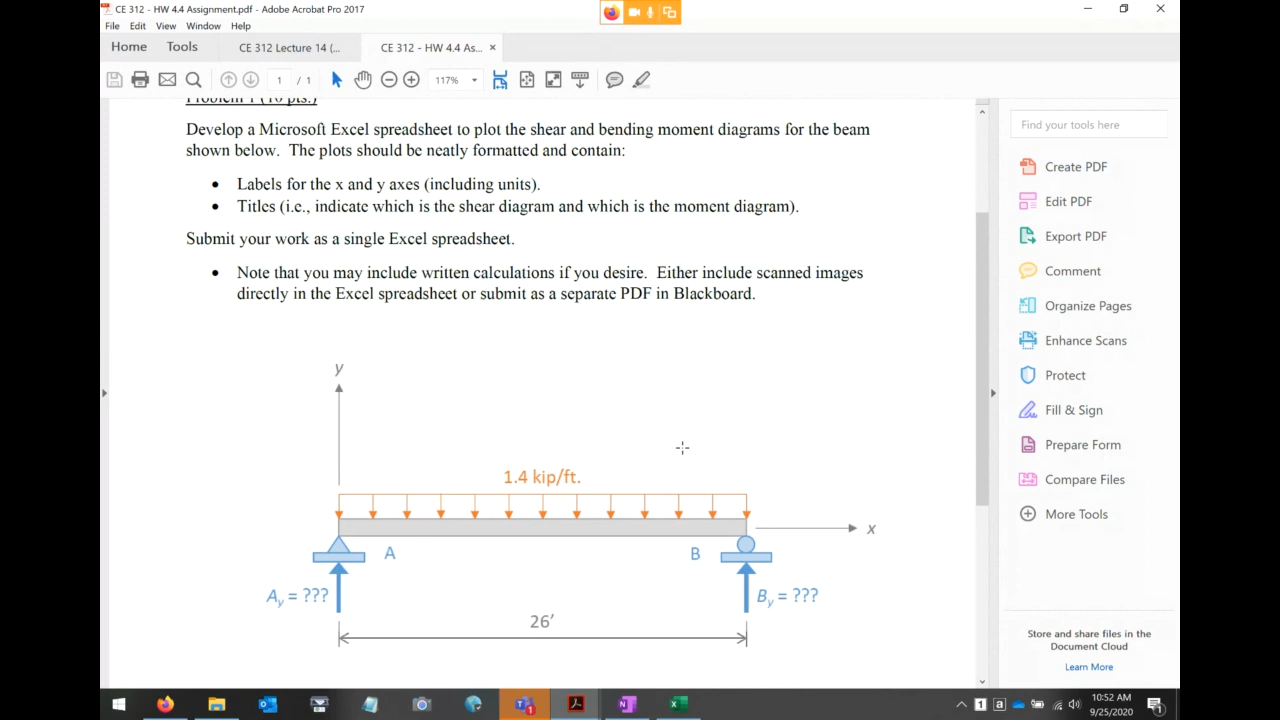 CE 312 - HW 4.4 Assignment.pdf - Adobe Acrobat Pro 2017
File Edit View Window Help
Home Tools CE 312 Lecture 14 (... CE 312 - HW 4.4 As... ×
1 / 1 117%
Problem 1 (10 pts.)
Develop a Microsoft Excel spreadsheet to plot the shear and bending moment diagrams for the beam
shown below. The plots should be neatly formatted and contain:
• Labels for the x and y axes (including units).
• Titles (i.e., indicate which is the shear diagram and which is the moment diagram).
Submit your work as a single Excel spreadsheet.
• Note that you may include written calculations if you desire. Either include scanned images
directly in the Excel spreadsheet or submit as a separate PDF in Blackboard.
y
1.4 kip/ft.
x
A B
Ay = ??? By = ???
26’
Find your tools here
Create PDF
Edit PDF
Export PDF
Comment
Organize Pages
Enhance Scans
Protect
Fill & Sign
Prepare Form
Compare Files
More Tools
Store and share files in the
Document Cloud
Learn More
10:52 AM
9/25/2020